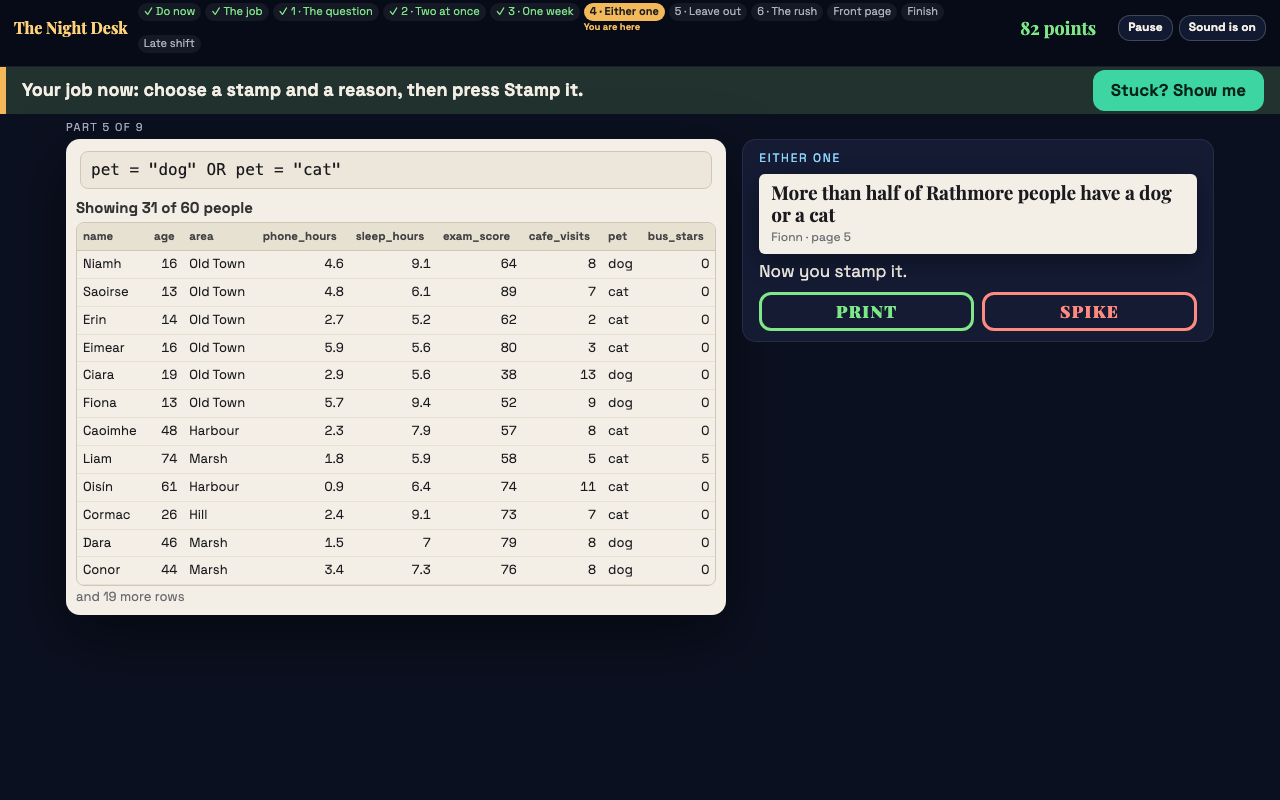 The Night Desk
✓ Do now
✓ The job
✓ 1 · The question
✓ 2 · Two at once
✓ 3 · One week
4 · Either one
5 · Leave out
6 · The rush
Front page
Finish
You are here
Late shift
82 points
Pause
Sound is on
Your job now: choose a stamp and a reason, then press Stamp it.
Stuck? Show me
PART 5 OF 9
pet = "dog" OR pet = "cat"
Showing 31 of 60 people
name age area phone_hours sleep_hours exam_score cafe_visits pet bus_stars
Niamh 16 Old Town 4.6 9.1 64 8 dog 0
Saoirse 13 Old Town 4.8 6.1 89 7 cat 0
Erin 14 Old Town 2.7 5.2 62 2 cat 0
Eimear 16 Old Town 5.9 5.6 80 3 cat 0
Ciara 19 Old Town 2.9 5.6 38 13 dog 0
Fiona 13 Old Town 5.7 9.4 52 9 dog 0
Caoimhe 48 Harbour 2.3 7.9 57 8 cat 0
Liam 74 Marsh 1.8 5.9 58 5 cat 5
Oisín 61 Harbour 0.9 6.4 74 11 cat 0
Cormac 26 Hill 2.4 9.1 73 7 cat 0
Dara 46 Marsh 1.5 7 79 8 dog 0
Conor 44 Marsh 3.4 7.3 76 8 dog 0
and 19 more rows
EITHER ONE
More than half of Rathmore people have a dog
or a cat
Fionn · page 5
Now you stamp it.
PRINT
SPIKE